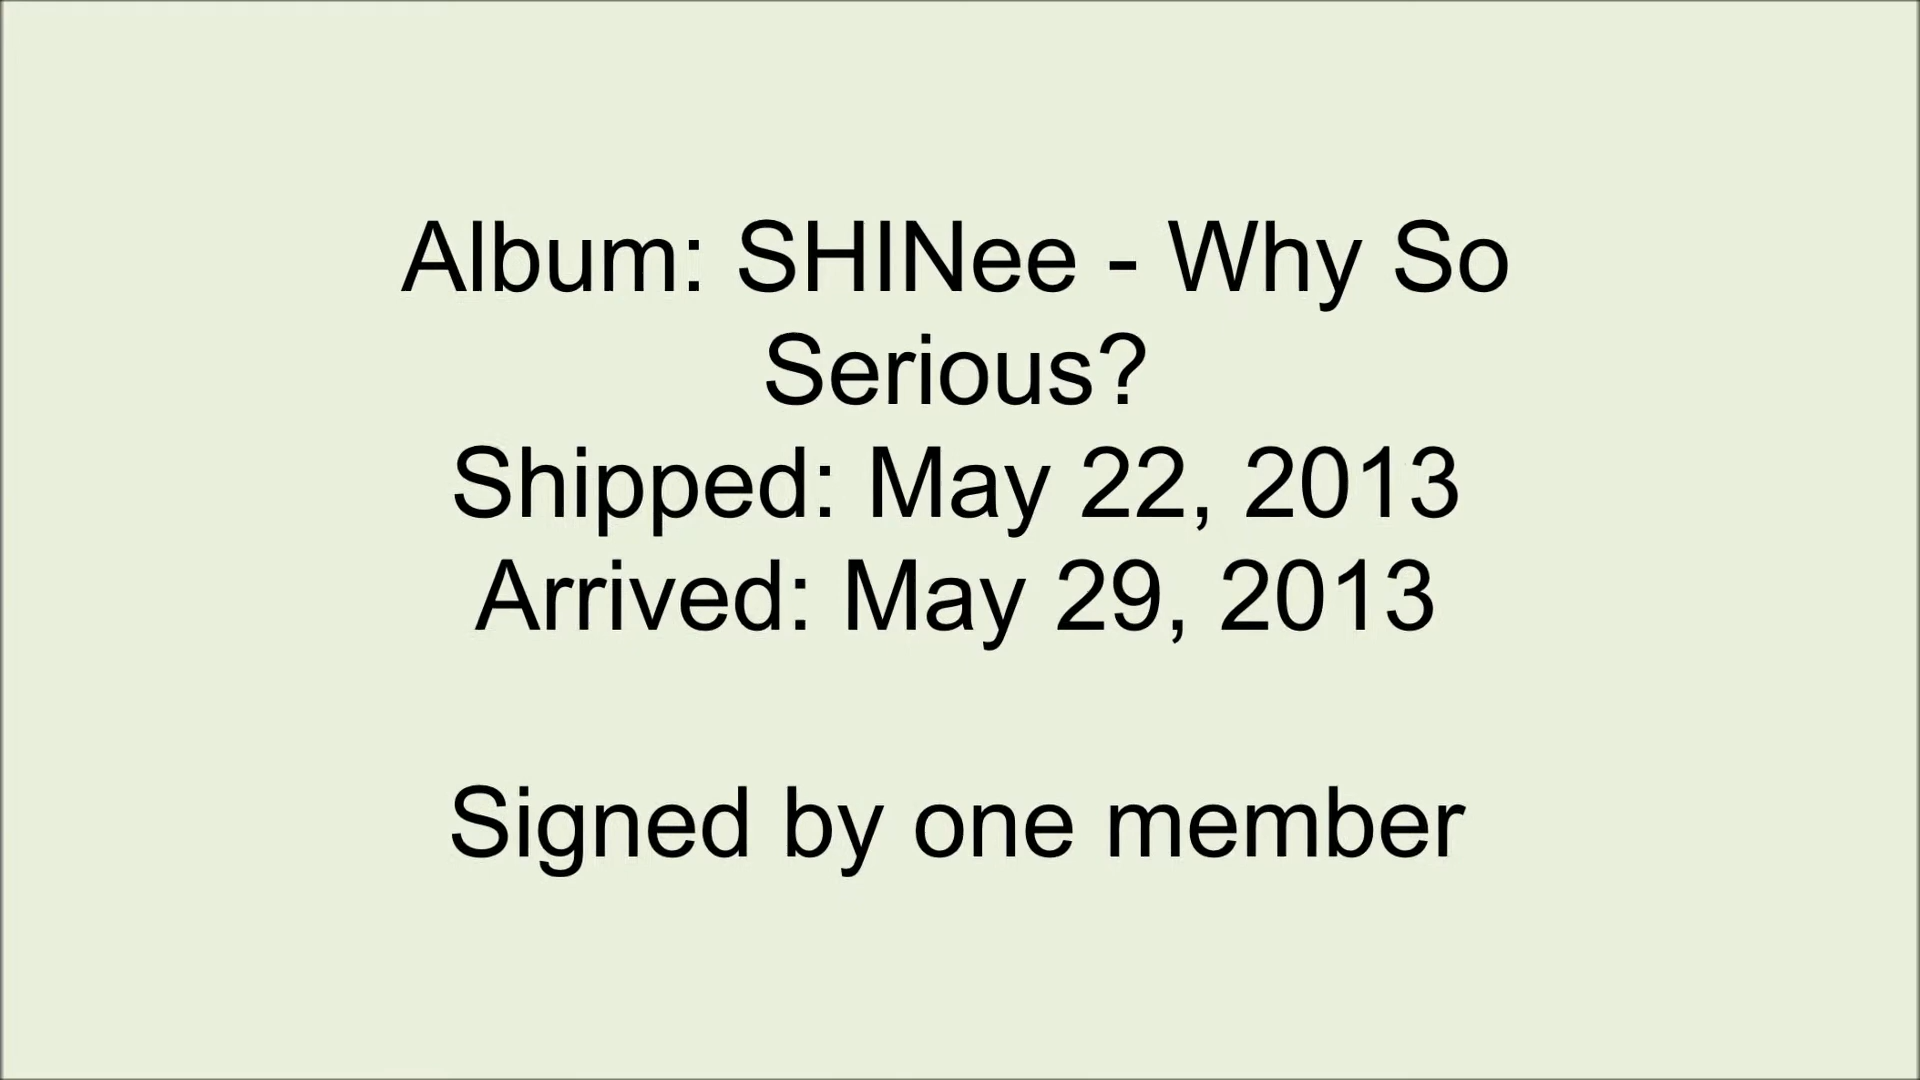 Album: SHINee - Why So
Serious?
Shipped: May 22, 2013
Arrived: May 29, 2013
Signed by one member